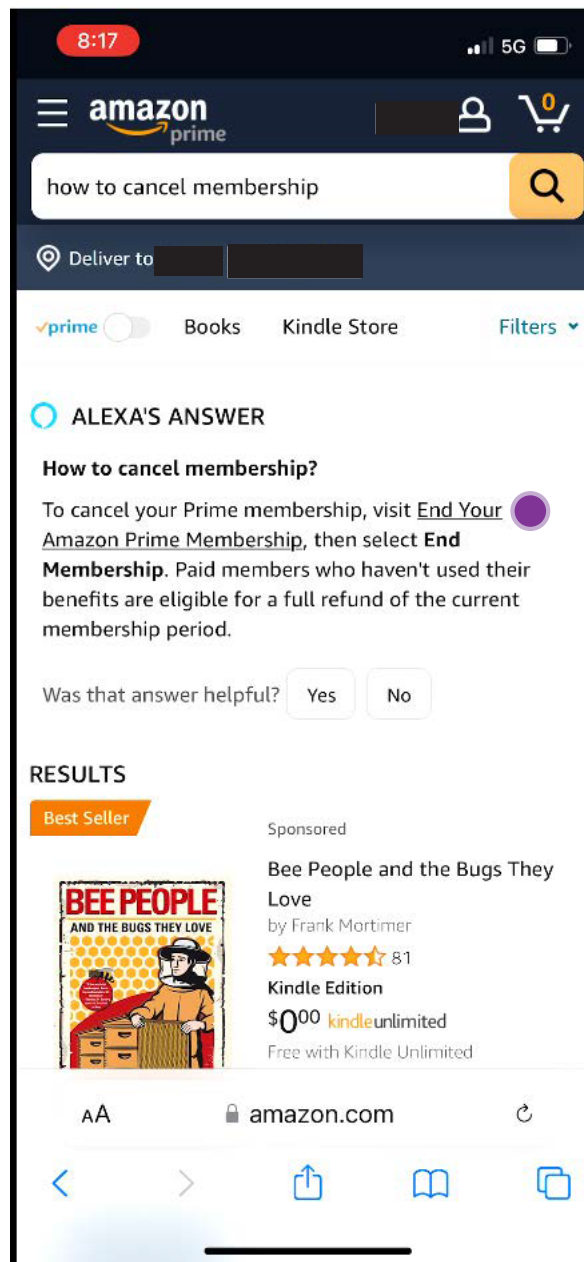 8:17
5G
amazon
prime
0
how to cancel membership
Deliver to
prime
Books
Kindle Store
Filters
ALEXA'S ANSWER
How to cancel membership?
To cancel your Prime membership, visit End Your
Amazon Prime Membership, then select End
Membership. Paid members who haven't used their
benefits are eligible for a full refund of the current
membership period.
Was that answer helpful?
Yes
No
RESULTS
Best Seller
Sponsored
Bee People and the Bugs They
Love
by Frank Mortimer
81
Kindle Edition
$000 kindleunlimited
Free with Kindle Unlimited
BEE PEOPLE
AND THE BUGS THEY LOVE
AA
amazon.com